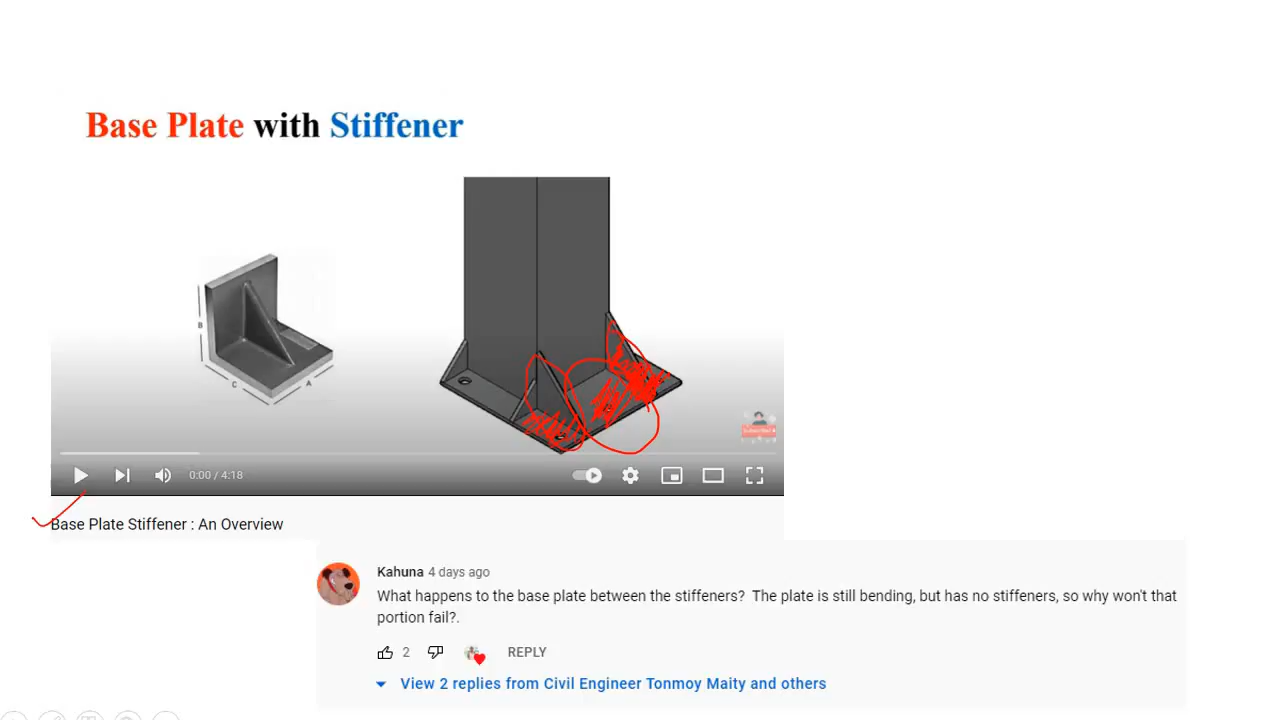 Base Plate with Stiffener
B
C
A
Subscribe
0:00 / 4:18
Base Plate Stiffener : An Overview
Kahuna 4 days ago
What happens to the base plate between the stiffeners?  The plate is still bending, but has no stiffeners, so why won't that
portion fail?.
2
REPLY
View 2 replies from Civil Engineer Tonmoy Maity and others